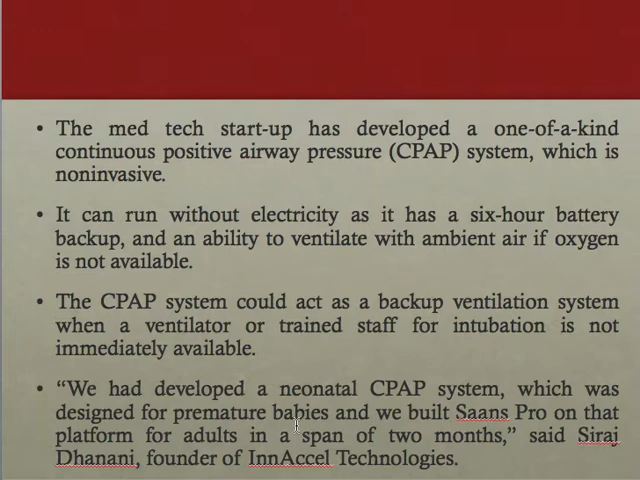 • The med tech start-up has developed a one-of-a-kind
continuous positive airway pressure (CPAP) system, which is
noninvasive.
• It can run without electricity as it has a six-hour battery
backup, and an ability to ventilate with ambient air if oxygen
is not available.
• The CPAP system could act as a backup ventilation system
when a ventilator or trained staff for intubation is not
immediately available.
• “We had developed a neonatal CPAP system, which was
designed for premature babies and we built Saans Pro on that
platform for adults in a span of two months,” said Siraj
Dhanani, founder of InnAccel Technologies.